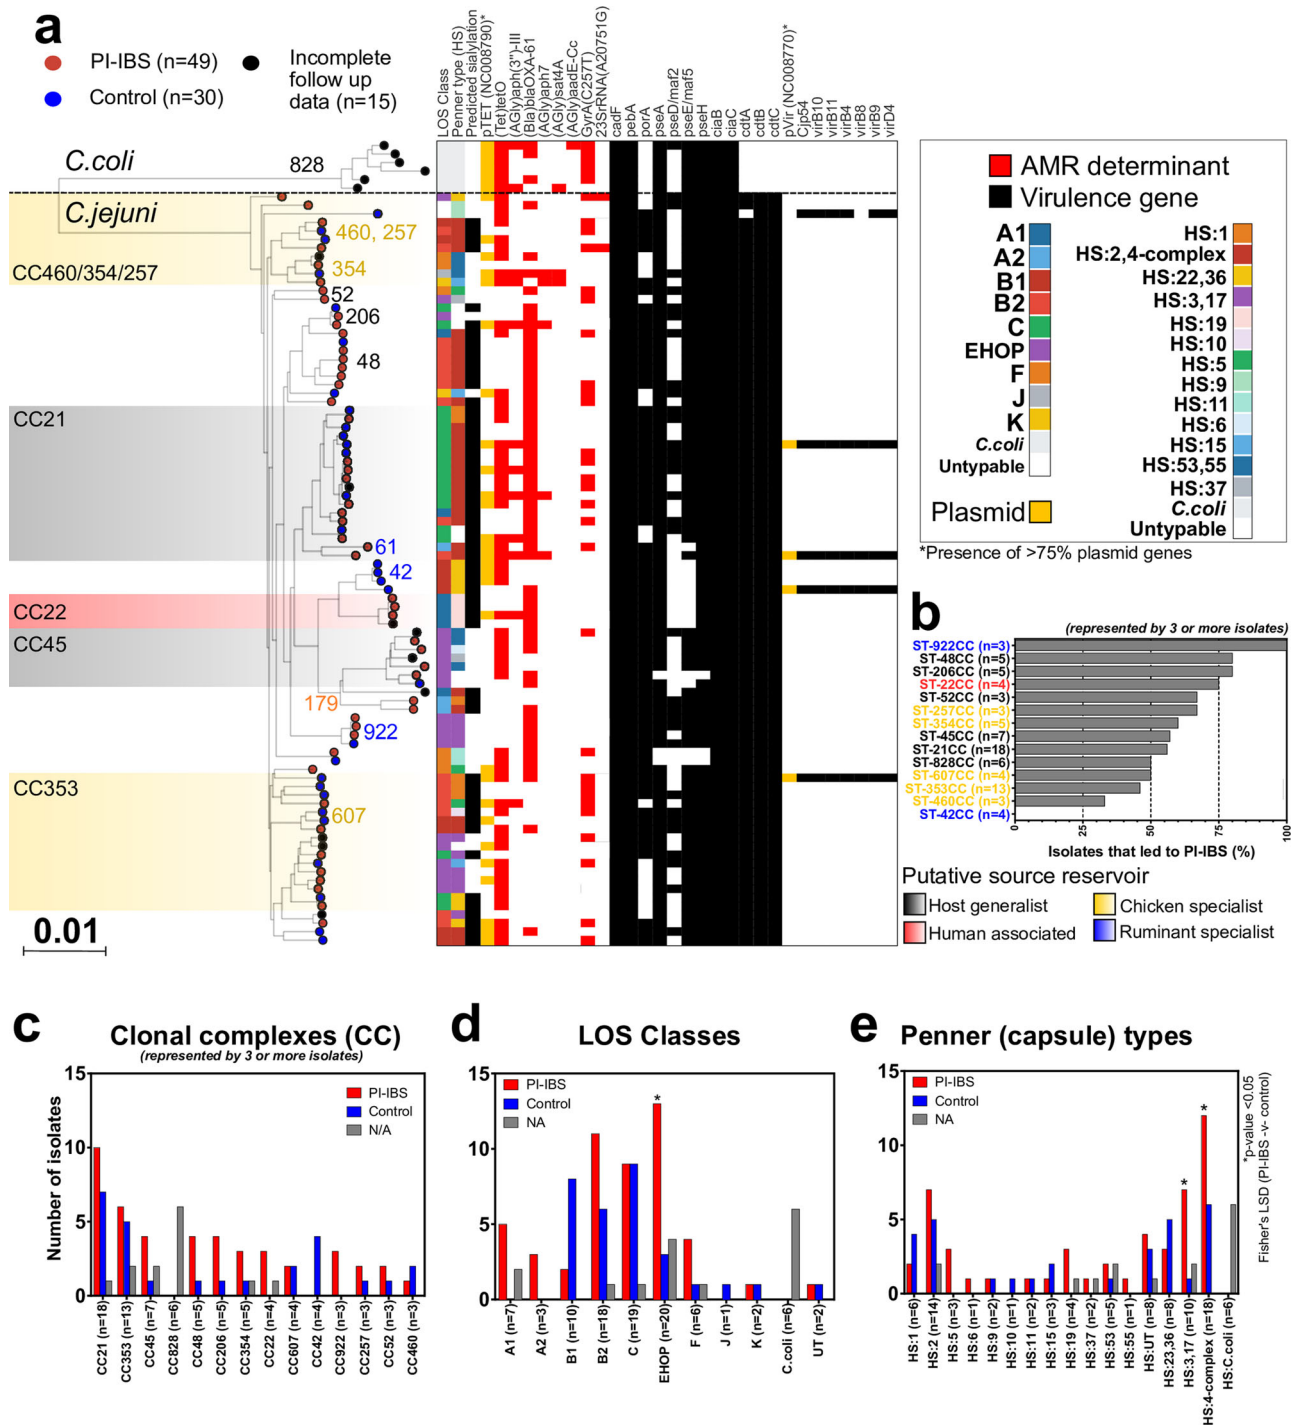 a
PI-IBS (n=49)
Control (n=30)
Incomplete
follow up
data (n=15)
LOS Class
Penner type (HS)
Predicted sialylation
pTET (NC008790)*
(Tet)tetO
(AGly)aph(3")-III
(Bla)blaOXA-61
(AGly)aph7
(AGly)sat4A
(AGly)aadE-Cc
GyrA(C257T)
23SrRNA(A20751G)
cadF
pebA
porA
pseA
pseD/maf2
pseE/maf5
pseH
ciaB
ciaC
cdtA
cdtB
cdtC
pVir (NC008770)*
Cjp54
virB10
virB11
virB4
virB8
virB9
virD4
C.coli
828
C.jejuni
460, 257
CC460/354/257
354
52
206
48
CC21
61
42
CC22
CC45
179
922
CC353
607
0.01
AMR determinant
Virulence gene
A1
A2
B1
B2
C
EHOP
F
J
K
C.coli
Untypable
HS:1
HS:2,4-complex
HS:22,36
HS:3,17
HS:19
HS:10
HS:5
HS:9
HS:11
HS:6
HS:15
HS:53,55
HS:37
C.coli
Untypable
Plasmid
*Presence of >75% plasmid genes
b
(represented by 3 or more isolates)
ST-922CC (n=3)
ST-48CC (n=5)
ST-206CC (n=5)
ST-22CC (n=4)
ST-52CC (n=3)
ST-257CC (n=3)
ST-354CC (n=5)
ST-45CC (n=7)
ST-21CC (n=18)
ST-828CC (n=6)
ST-607CC (n=4)
ST-353CC (n=13)
ST-460CC (n=3)
ST-42CC (n=4)
0 25 50 75 100
Isolates that led to PI-IBS (%)
Putative source reservoir
Host generalist
Chicken specialist
Human associated
Ruminant specialist
c
Clonal complexes (CC)
(represented by 3 or more isolates)
Number of isolates
15
10
5
0
PI-IBS
Control
N/A
CC21 (n=18)
CC353 (n=13)
CC45 (n=7)
CC828 (n=6)
CC48 (n=5)
CC206 (n=5)
CC354 (n=5)
CC22 (n=4)
CC607 (n=4)
CC42 (n=4)
CC922 (n=3)
CC257 (n=3)
CC52 (n=3)
CC460 (n=3)
d
LOS Classes
15
10
5
0
PI-IBS
Control
NA
*
A1 (n=7)
A2 (n=3)
B1 (n=10)
B2 (n=18)
C (n=19)
EHOP (n=20)
F (n=6)
J (n=1)
K (n=2)
C.coli (n=6)
UT (n=2)
e
Penner (capsule) types
15
10
5
0
PI-IBS
Control
NA
*
*
HS:1 (n=6)
HS:2 (n=14)
HS:5 (n=3)
HS:6 (n=1)
HS:9 (n=2)
HS:10 (n=1)
HS:11 (n=2)
HS:15 (n=3)
HS:19 (n=4)
HS:37 (n=2)
HS:53 (n=5)
HS:55 (n=1)
HS:UT (n=8)
HS:23,36 (n=8)
HS:3,17 (n=10)
HS:4-complex (n=18)
HS:C.coli (n=6)
*p-value <0.05
Fisher's LSD (PI-IBS -v- control)